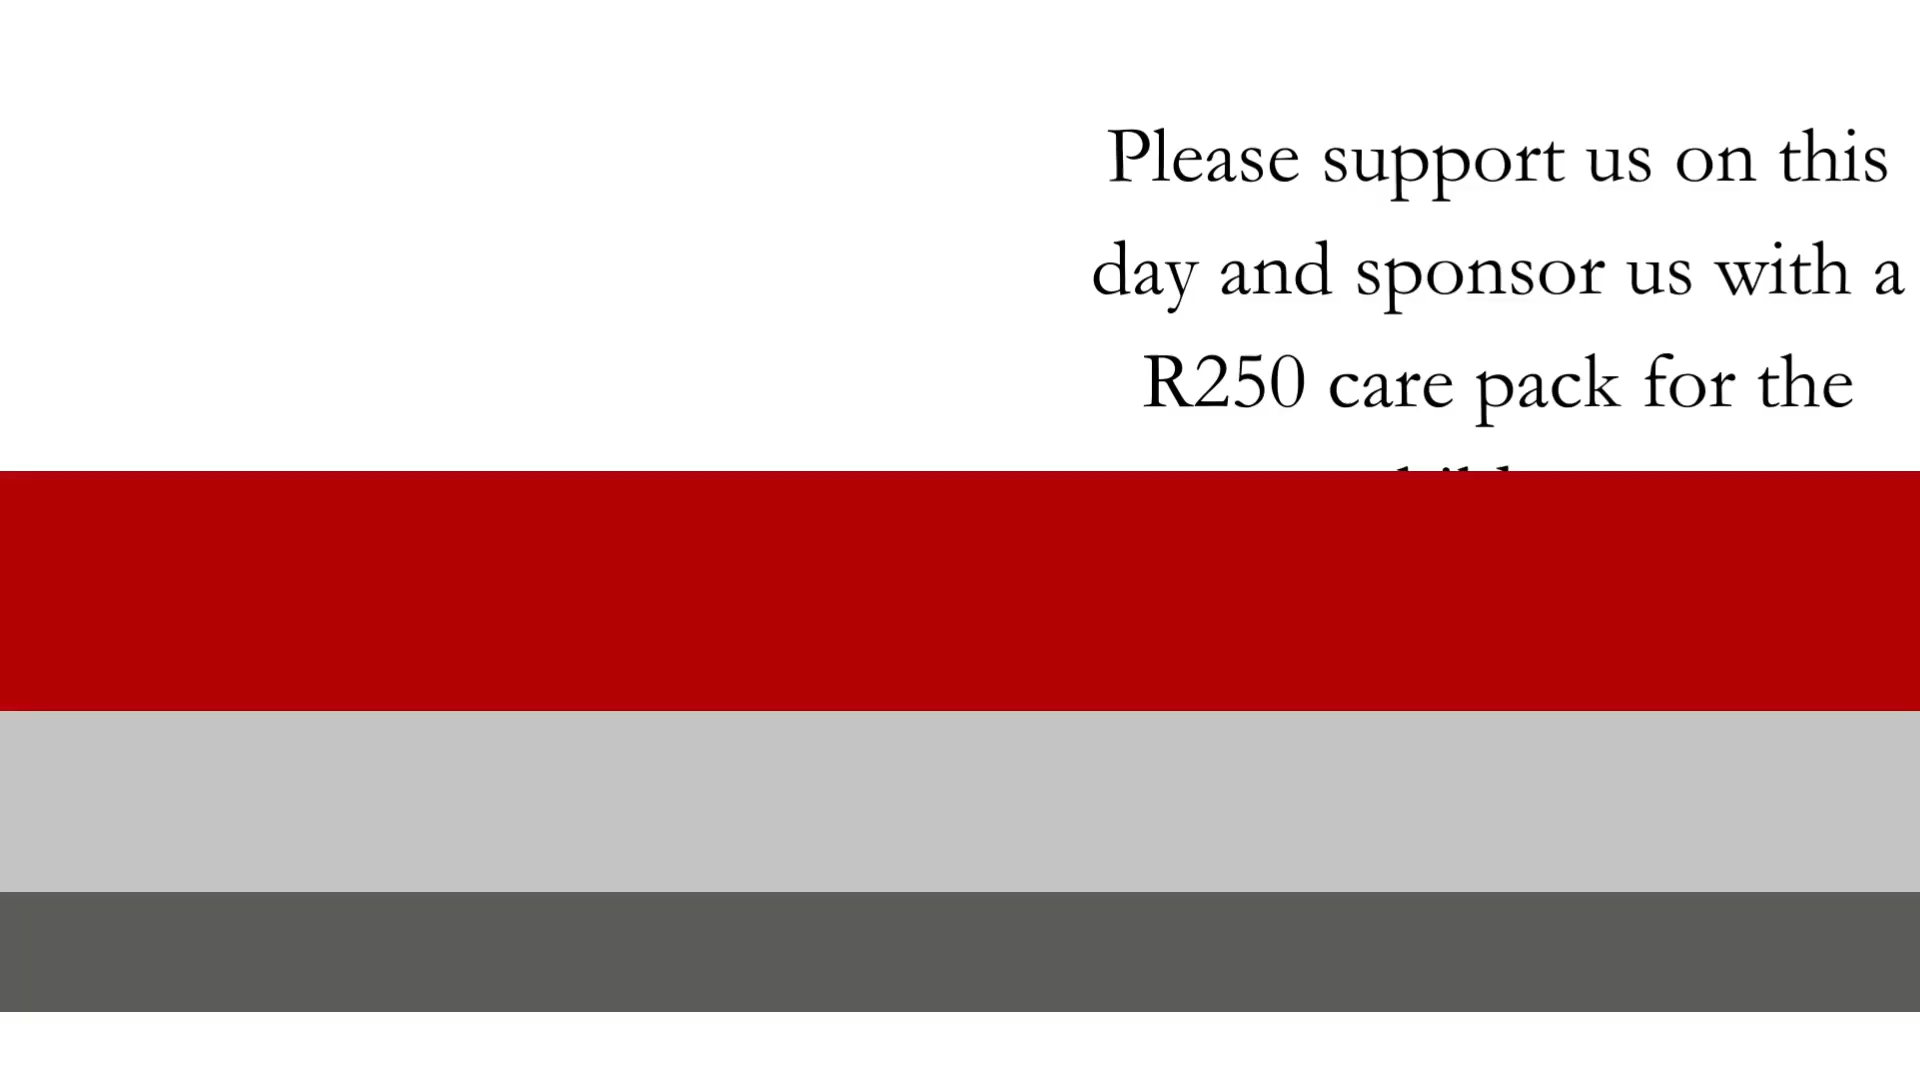 Please support us on this
day and sponsor us with a
R250 care pack for the